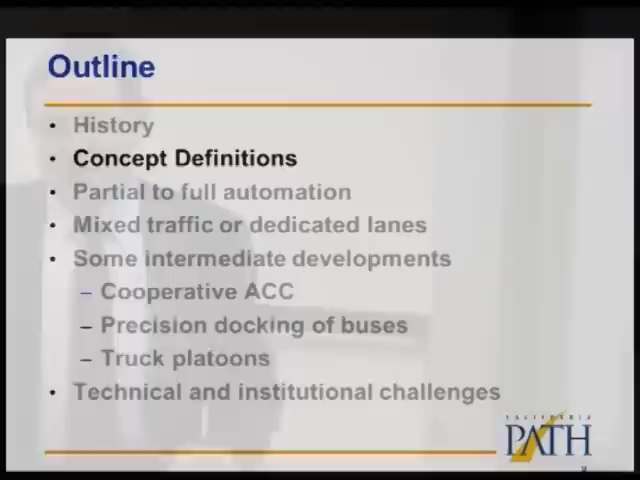 Outline
• History
• Concept Definitions
• Partial to full automation
• Mixed traffic or dedicated lanes
• Some intermediate developments
– Cooperative ACC
– Precision docking of buses
– Truck platoons
• Technical and institutional challenges
CALIFORNIA
PATH